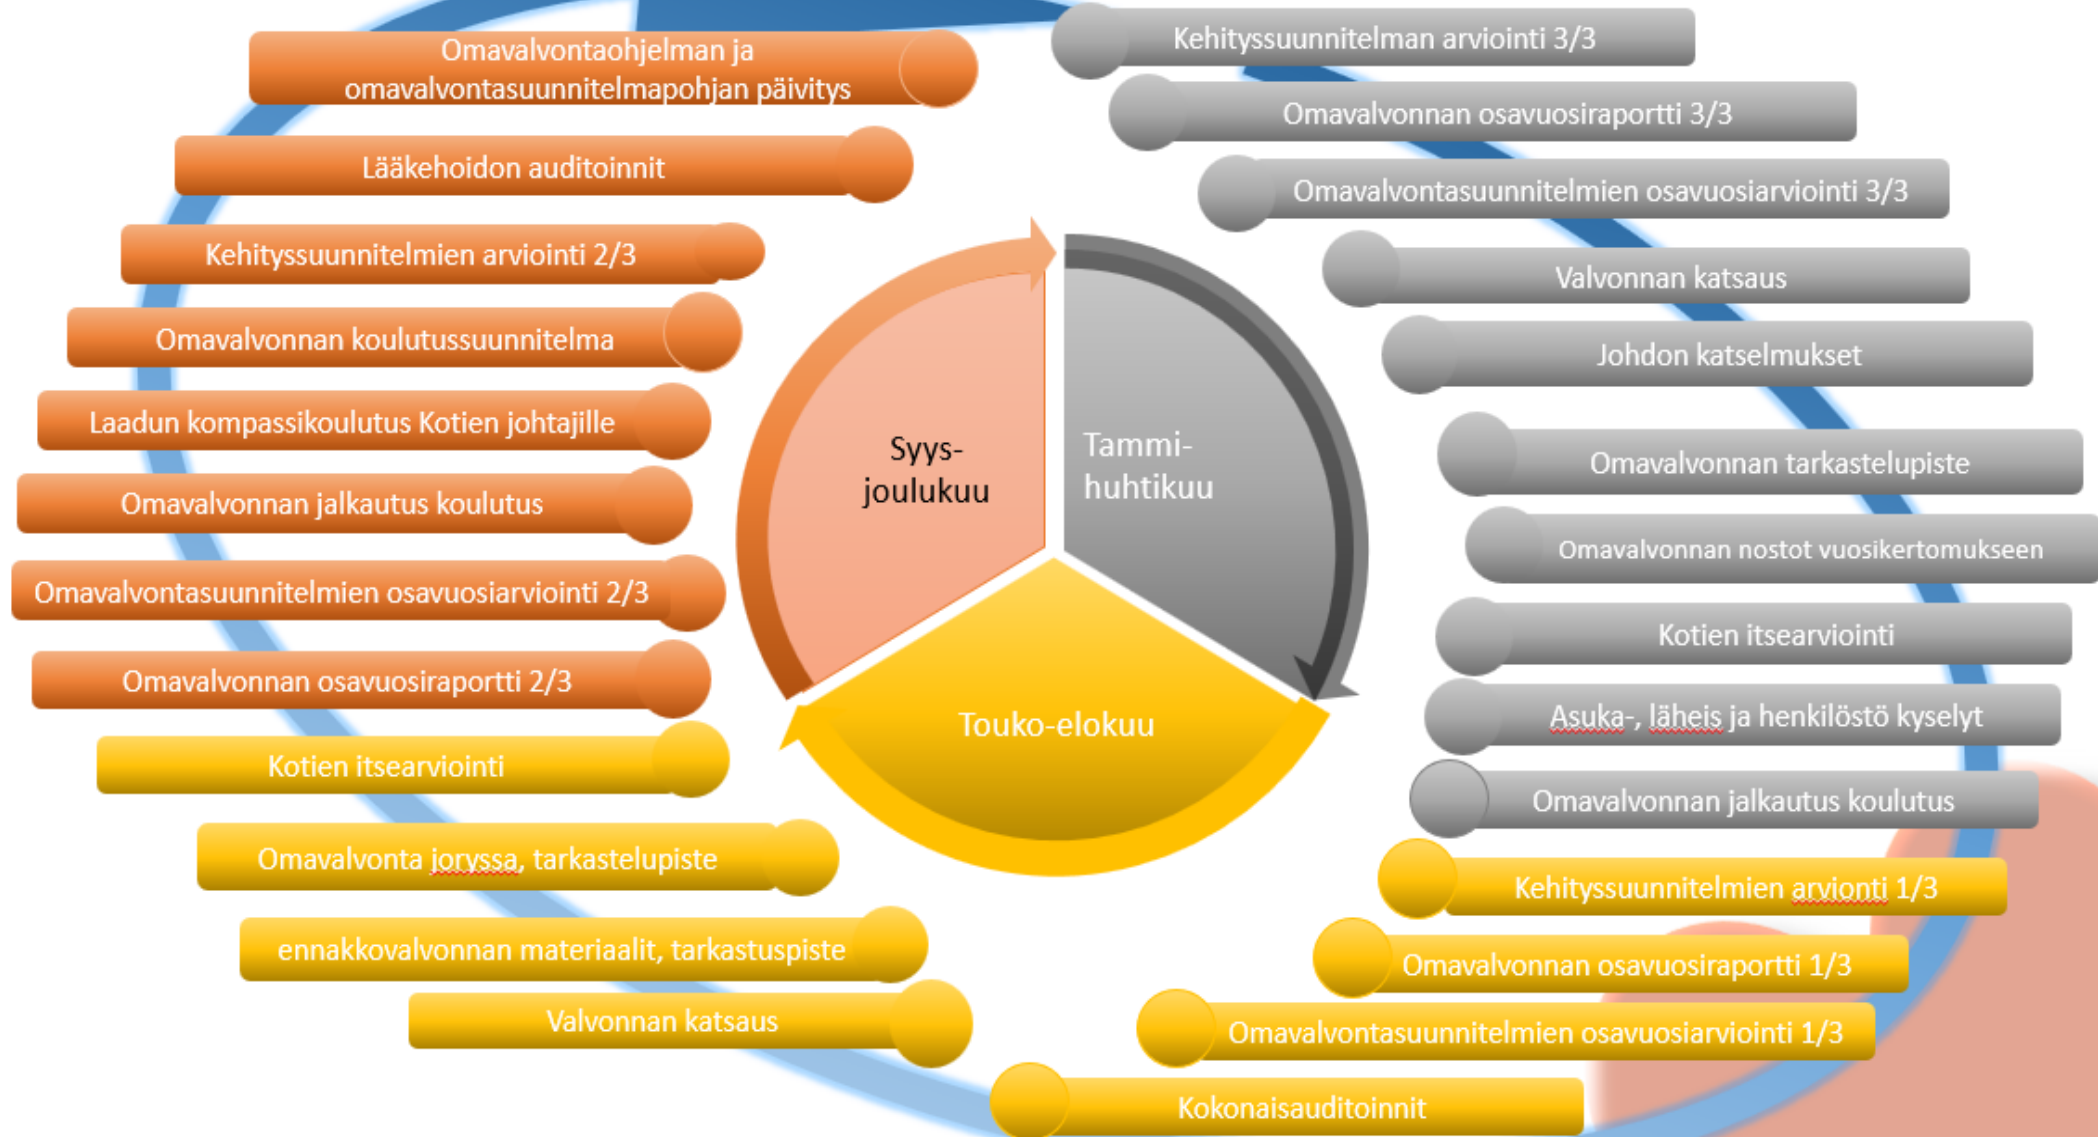 Omavalvontaohjelman ja
omavalvontasuunnitelmapohjan päivitys
Lääkehoidon auditoinnit
Kehityssuunnitelmien arviointi 2/3
Omavalvonnan koulutussuunnitelma
Laadun kompassikoulutus Kotien johtajille
Omavalvonnan jalkautus koulutus
Omavalvontasuunnitelmien osavuosiarviointi 2/3
Omavalvonnan osavuosiraportti 2/3
Kotien itsearviointi
Omavalvonta joryssa, tarkastelupiste
ennakkovalvonnan materiaalit, tarkastuspiste
Valvonnan katsaus
Syys-
joulukuu
Tammi-
huhtikuu
Touko-elokuu
Kehityssuunnitelman arviointi 3/3
Omavalvonnan osavuosiraportti 3/3
Omavalvontasuunnitelmien osavuosiarviointi 3/3
Valvonnan katsaus
Johdon katselmukset
Omavalvonnan tarkastelupiste
Omavalvonnan nostot vuosikertomukseen
Kotien itsearviointi
Asuka-, läheis ja henkilöstö kyselyt
Omavalvonnan jalkautus koulutus
Kehityssuunnitelmien arvionti 1/3
Omavalvonnan osavuosiraportti 1/3
Omavalvontasuunnitelmien osavuosiarviointi 1/3
Kokonaisauditoinnit